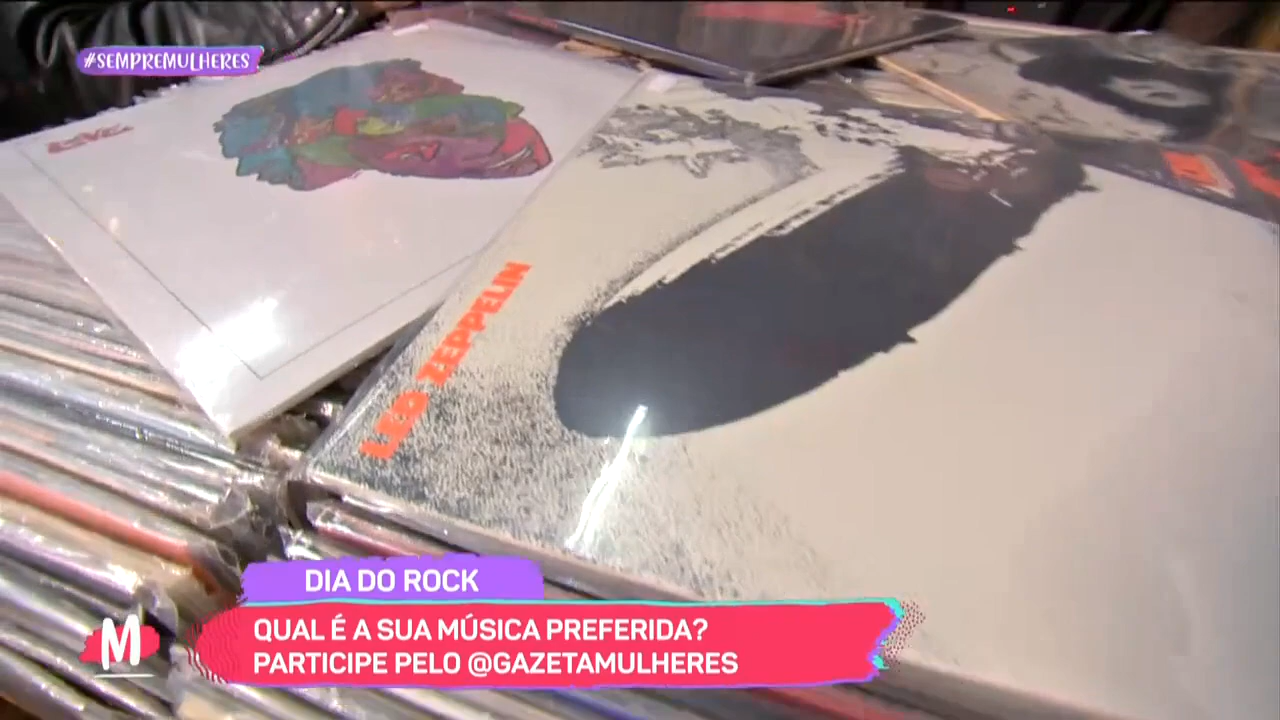 #SEMPREMULHERES
LOVE
LED ZEPPELIN
DIA DO ROCK
QUAL É A SUA MÚSICA PREFERIDA?
PARTICIPE PELO @GAZETAMULHERES
M